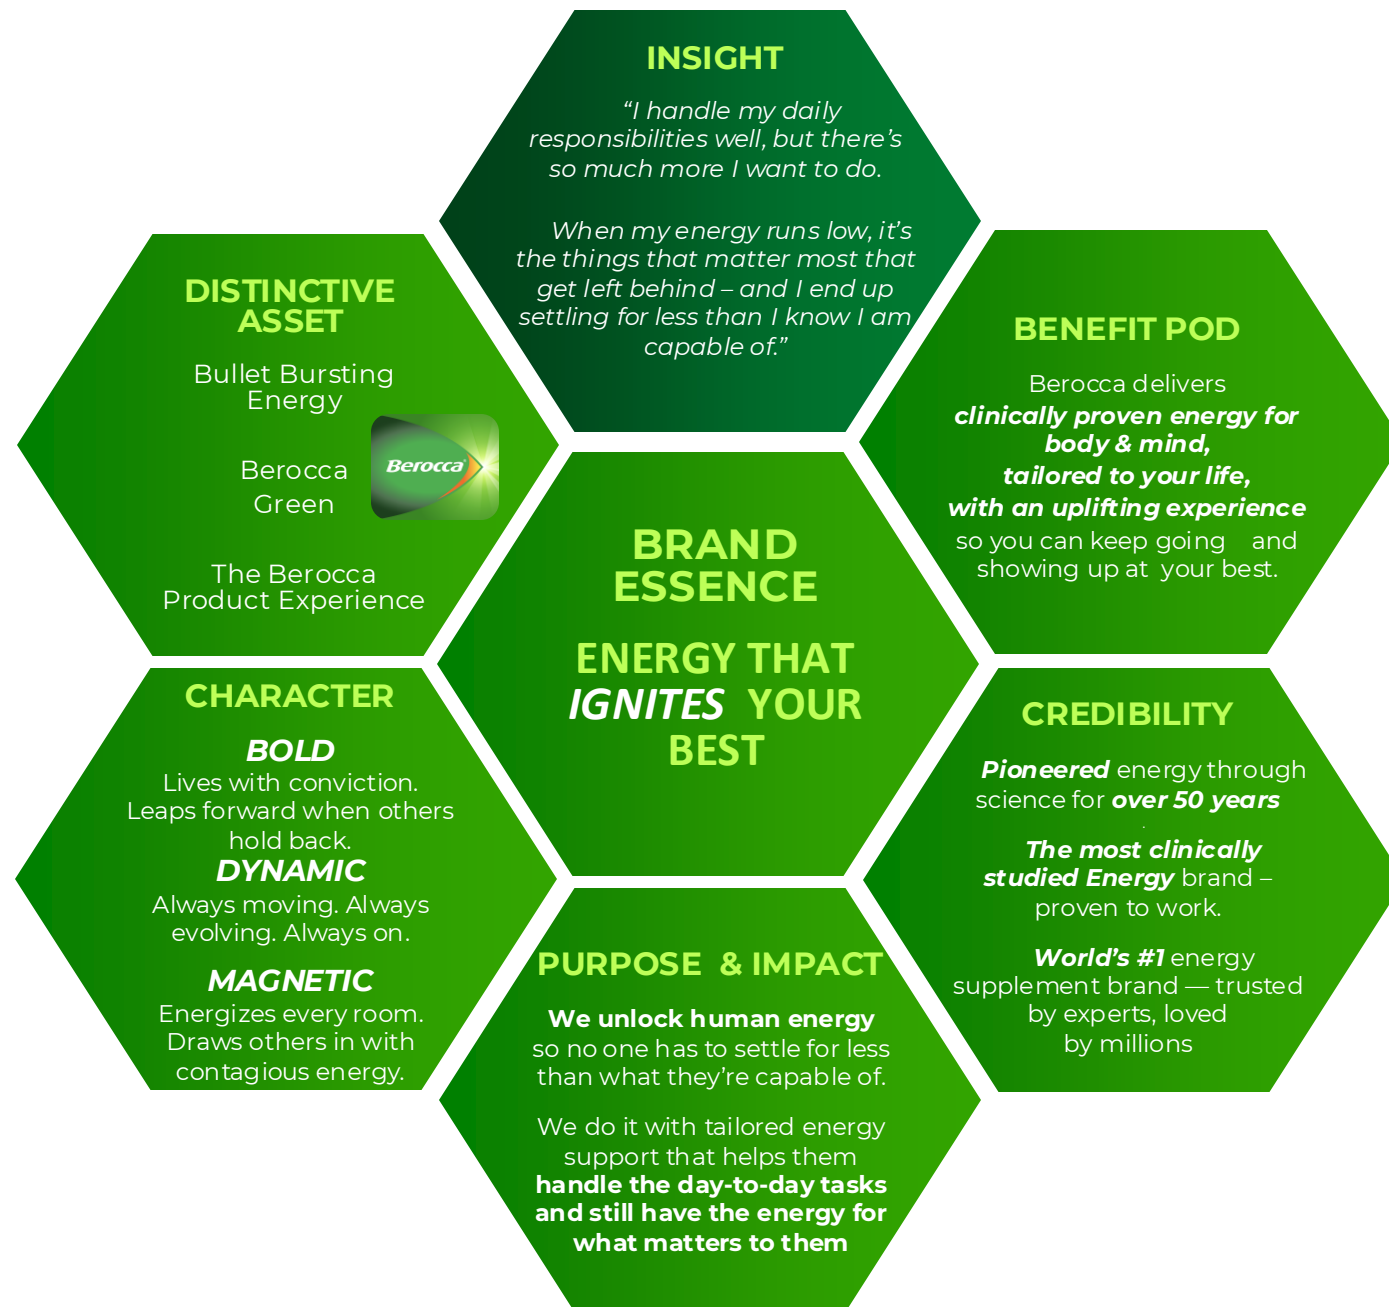 INSIGHT
“I handle my daily
responsibilities well, but there’s
so much more I want to do.
When my energy runs low, it’s
the things that matter most that
get left behind – and I end up
settling for less than I know I am
capable of.”
DISTINCTIVE
ASSET
Bullet Bursting
Energy
Berocca
Green
Berocca
The Berocca
Product Experience
BENEFIT POD
Berocca delivers
clinically proven energy for
body & mind,
tailored to your life,
with an uplifting experience
so you can keep going and
showing up at your best.
BRAND
ESSENCE
ENERGY THAT
IGNITES YOUR
BEST
CHARACTER
BOLD
Lives with conviction.
Leaps forward when others
hold back.
DYNAMIC
Always moving. Always
evolving. Always on.
MAGNETIC
Energizes every room.
Draws others in with
contagious energy.
CREDIBILITY
Pioneered energy through
science for over 50 years
.
The most clinically
studied Energy brand –
proven to work.
World’s #1 energy
supplement brand — trusted
by experts, loved
by millions
PURPOSE & IMPACT
We unlock human energy
so no one has to settle for less
than what they’re capable of.
We do it with tailored energy
support that helps them
handle the day-to-day tasks
and still have the energy for
what matters to them